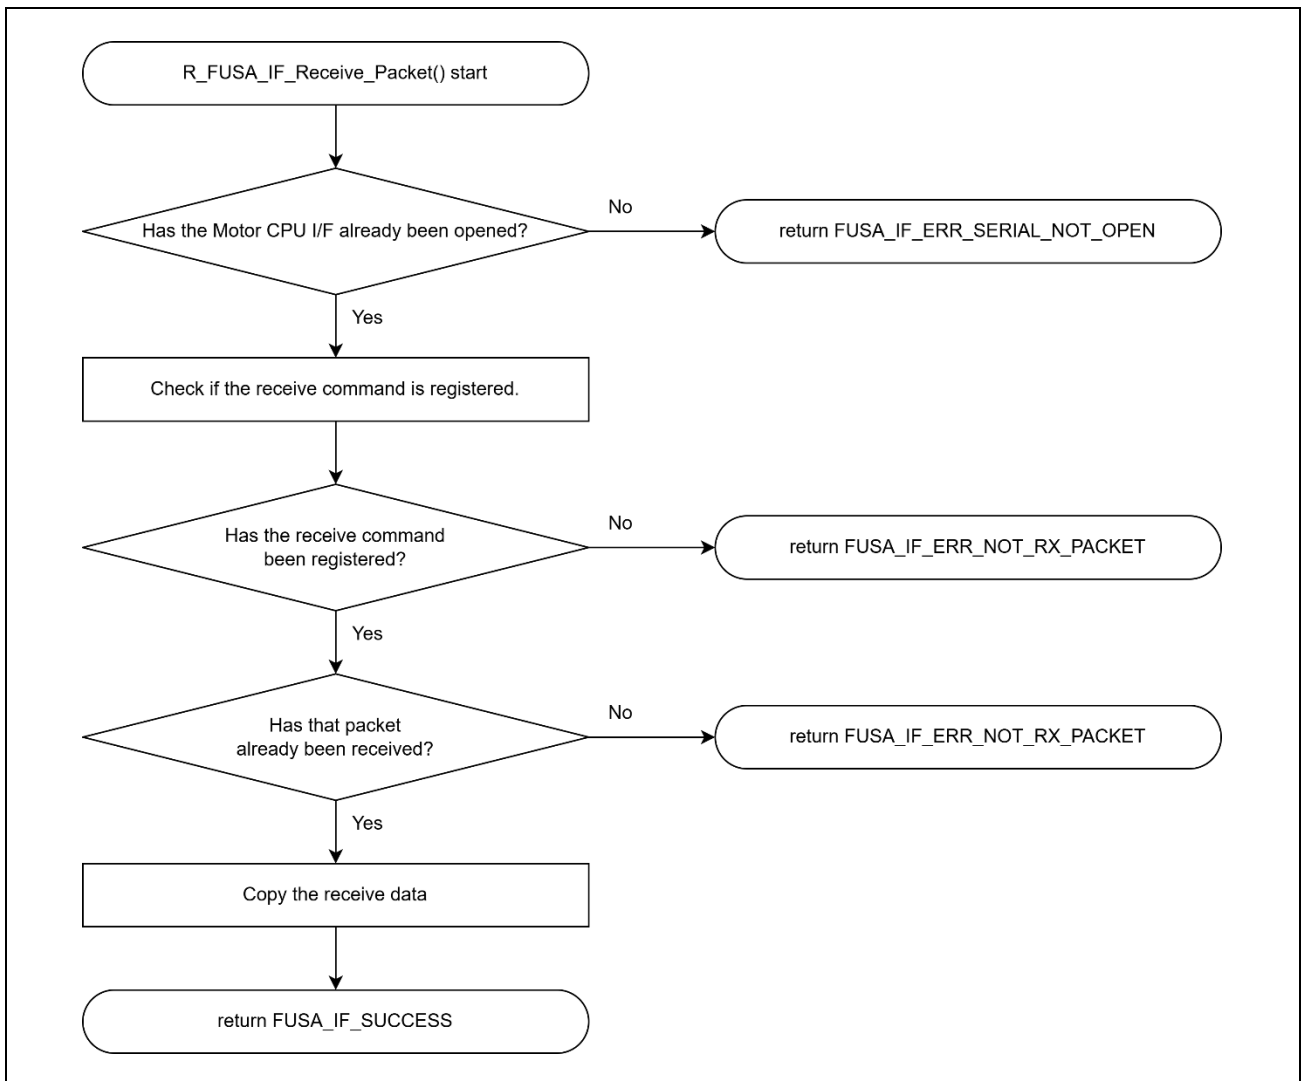 R_FUSA_IF_Receive_Packet() start
Has the Motor CPU I/F already been opened?
No
return FUSA_IF_ERR_SERIAL_NOT_OPEN
Yes
Check if the receive command is registered.
Has the receive command
been registered?
No
return FUSA_IF_ERR_NOT_RX_PACKET
Yes
Has that packet
already been received?
No
return FUSA_IF_ERR_NOT_RX_PACKET
Yes
Copy the receive data
return FUSA_IF_SUCCESS